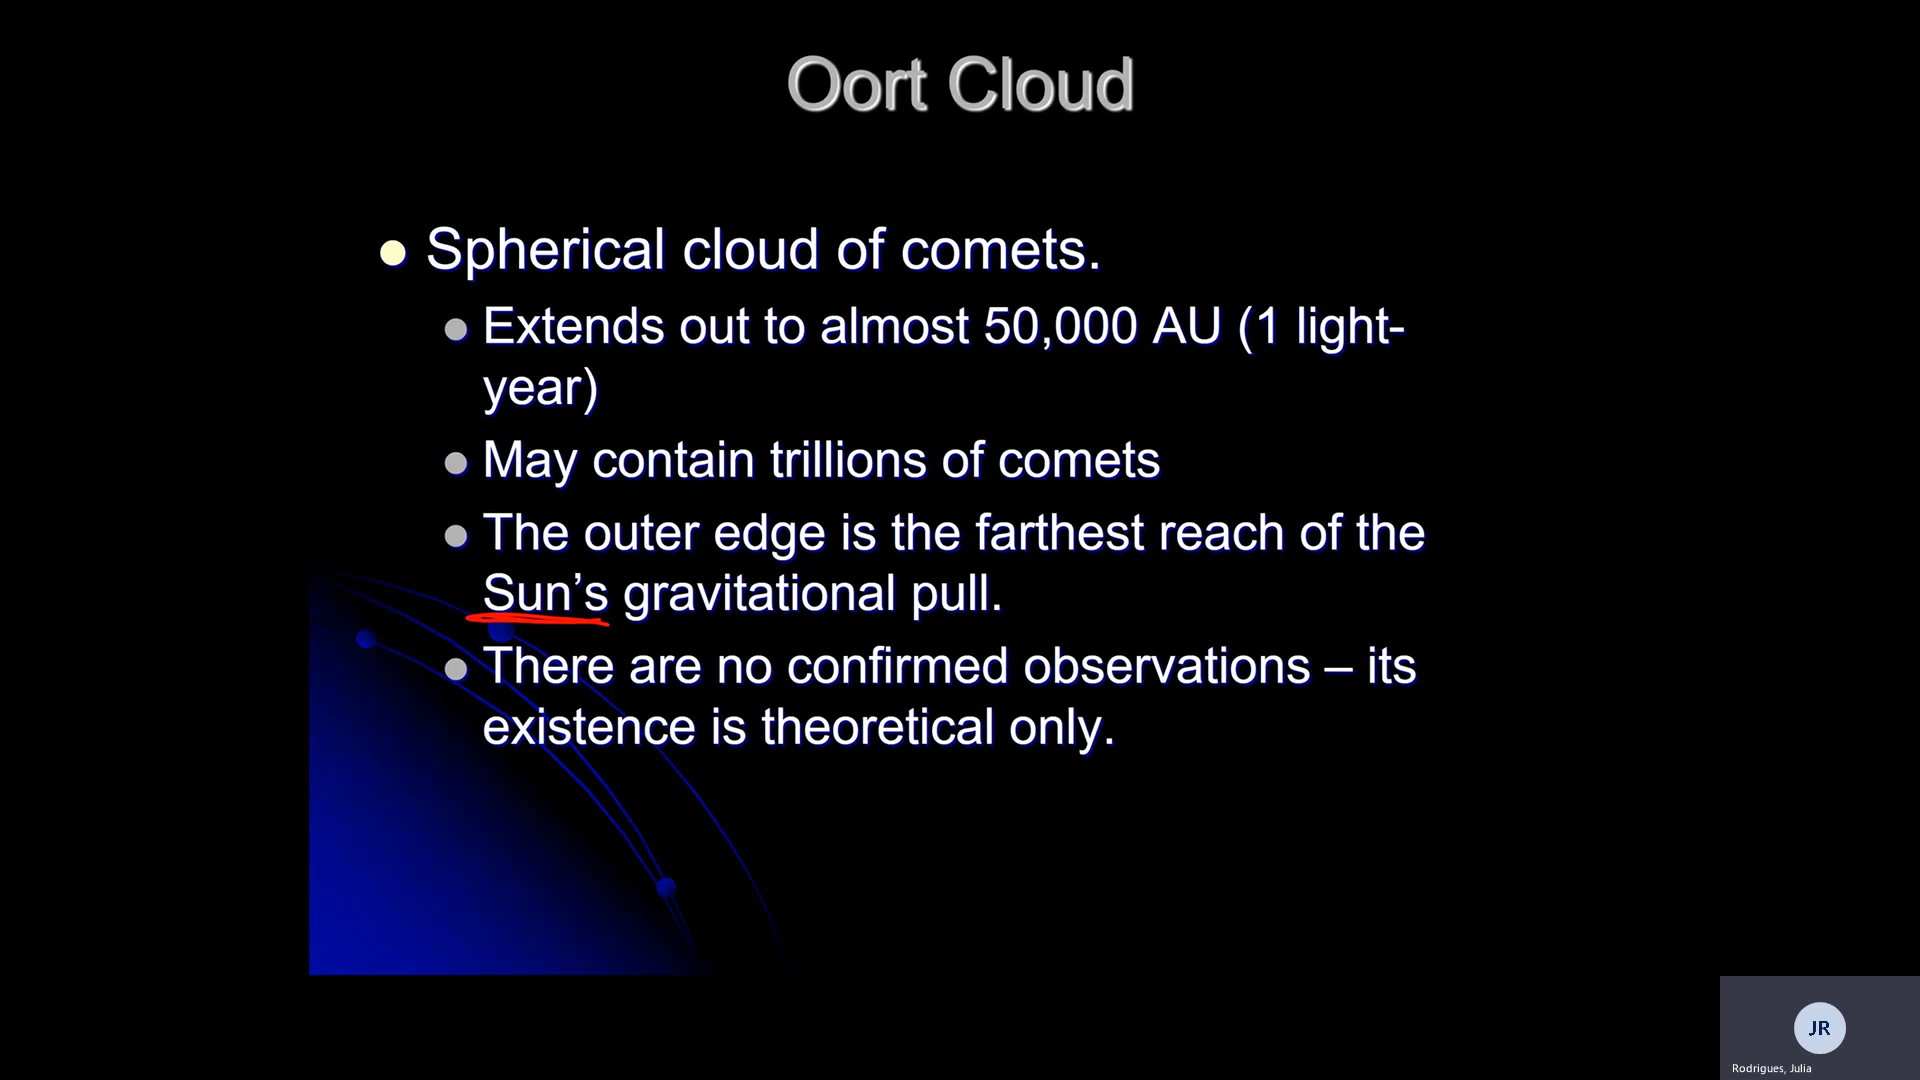 Oort Cloud
Spherical cloud of comets.
Extends out to almost 50,000 AU (1 light-
year)
May contain trillions of comets
The outer edge is the farthest reach of the
Sun’s gravitational pull.
There are no confirmed observations – its
existence is theoretical only.
JR
Rodrigues, Julia